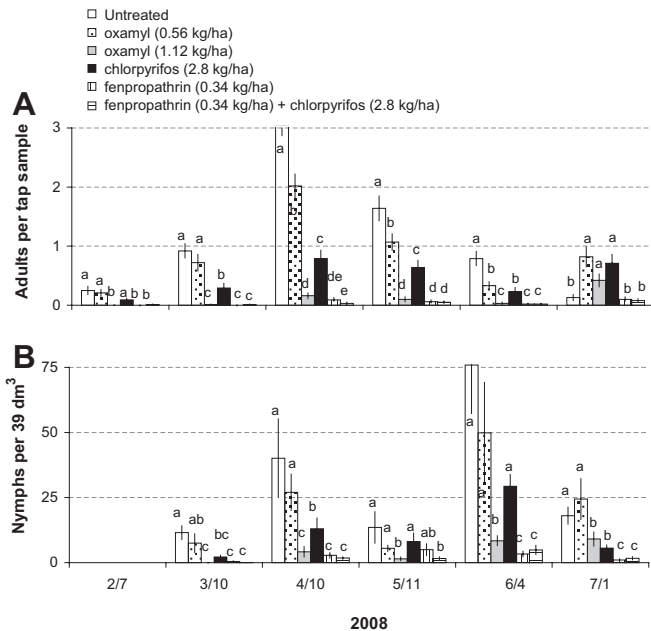 Untreated
oxamyl (0.56 kg/ha)
oxamyl (1.12 kg/ha)
chlorpyrifos (2.8 kg/ha)
fenpropathrin (0.34 kg/ha)
fenpropathrin (0.34 kg/ha) + chlorpyrifos (2.8 kg/ha)
A
Adults per tap sample
3
2
1
0
a a b a b b
a a c b c c
a b d c de e
a b d c d d
a b c b c c
b a a a b b
B
Nymphs per 39 dm³
75
50
25
0
a ab c bc c c
a a c b c c
a a b a ab b
a a b a c c
a a b b c c
2/7 3/10 4/10 5/11 6/4 7/1
2008